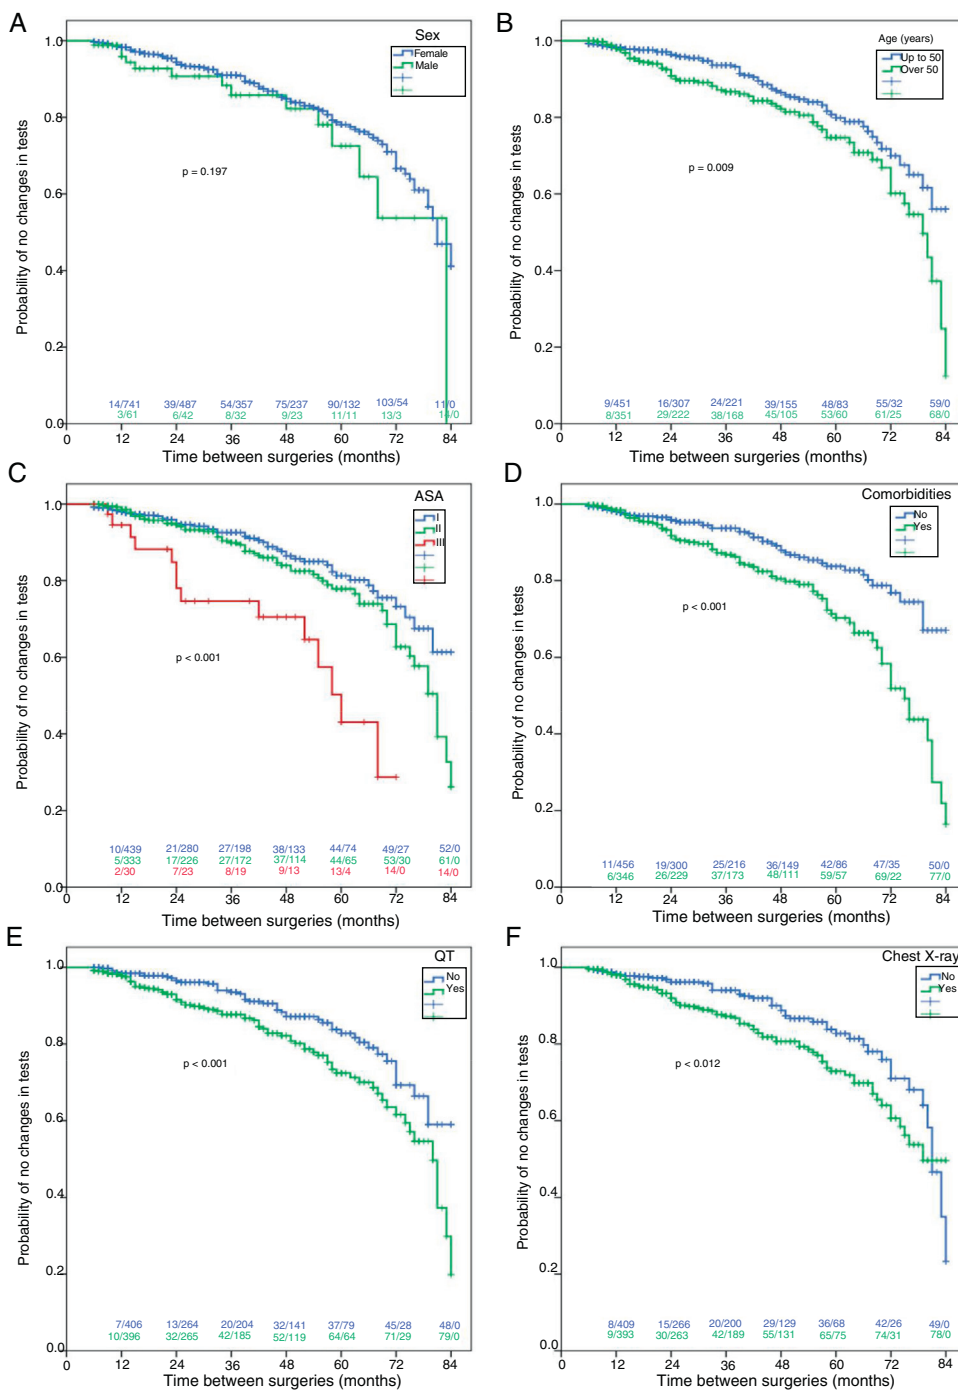 A
Sex
Female
Male
Probability of no changes in tests
1.0
0.8
0.6
0.4
0.2
0.0
p = 0.197
14/741 39/487 54/357 75/237 90/132 103/54 11/0
3/61 6/42 8/32 9/23 11/11 13/3 14/0
0 12 24 36 48 60 72 84
Time between surgeries (months)
B
Age (years)
Up to 50
Over 50
Probability of no changes in tests
1.0
0.8
0.6
0.4
0.2
0.0
p = 0.009
9/451 16/307 24/221 39/155 48/83 55/32 59/0
8/351 29/222 38/168 45/105 53/60 61/25 68/0
0 12 24 36 48 60 72 84
Time between surgeries (months)
C
ASA
I
II
III
Probability of no changes in tests
1.0
0.8
0.6
0.4
0.2
0.0
p < 0.001
10/439 21/280 27/198 38/133 44/74 49/27 52/0
5/333 17/226 27/172 37/114 44/65 53/30 61/0
2/30 7/23 8/19 9/13 13/4 14/0 14/0
0 12 24 36 48 60 72 84
Time between surgeries (months)
D
Comorbidities
No
Yes
Probability of no changes in tests
1.0
0.8
0.6
0.4
0.2
0.0
p < 0.001
11/456 19/300 25/216 36/149 42/86 47/35 50/0
6/346 26/229 37/173 48/111 59/57 69/22 77/0
0 12 24 36 48 60 72 84
Time between surgeries (months)
E
QT
No
Yes
Probability of no changes in tests
1.0
0.8
0.6
0.4
0.2
0.0
p < 0.001
7/406 13/264 20/204 32/141 37/79 45/28 48/0
10/396 32/265 42/185 52/119 64/64 71/29 79/0
0 12 24 36 48 60 72 84
Time between surgeries (months)
F
Chest X-ray
No
Yes
Probability of no changes in tests
1.0
0.8
0.6
0.4
0.2
0.0
p < 0.012
8/409 15/266 20/200 29/129 36/68 42/26 49/0
9/393 30/263 42/189 55/131 65/75 74/31 78/0
0 12 24 36 48 60 72 84
Time between surgeries (months)